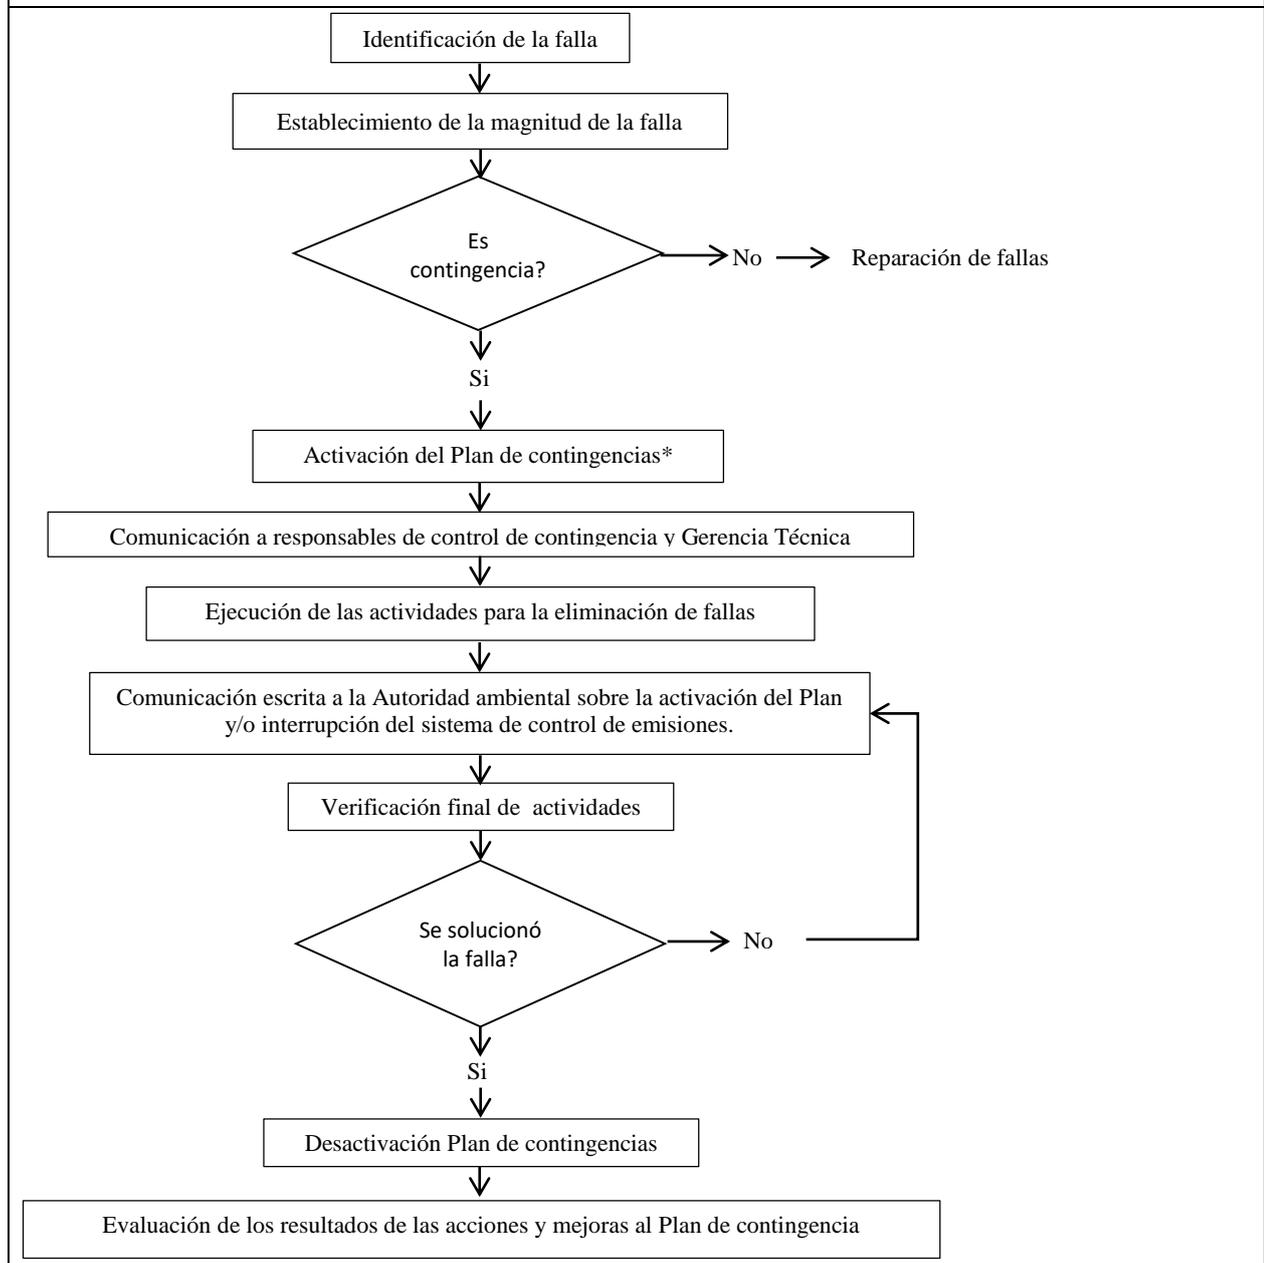 Identificación de la falla
Establecimiento de la magnitud de la falla
Es
contingencia?
No
Reparación de fallas
Si
Activación del Plan de contingencias*
Comunicación a responsables de control de contingencia y Gerencia Técnica
Ejecución de las actividades para la eliminación de fallas
Comunicación escrita a la Autoridad ambiental sobre la activación del Plan
y/o interrupción del sistema de control de emisiones.
Verificación final de actividades
Se solucionó
la falla?
No
Si
Desactivación Plan de contingencias
Evaluación de los resultados de las acciones y mejoras al Plan de contingencia